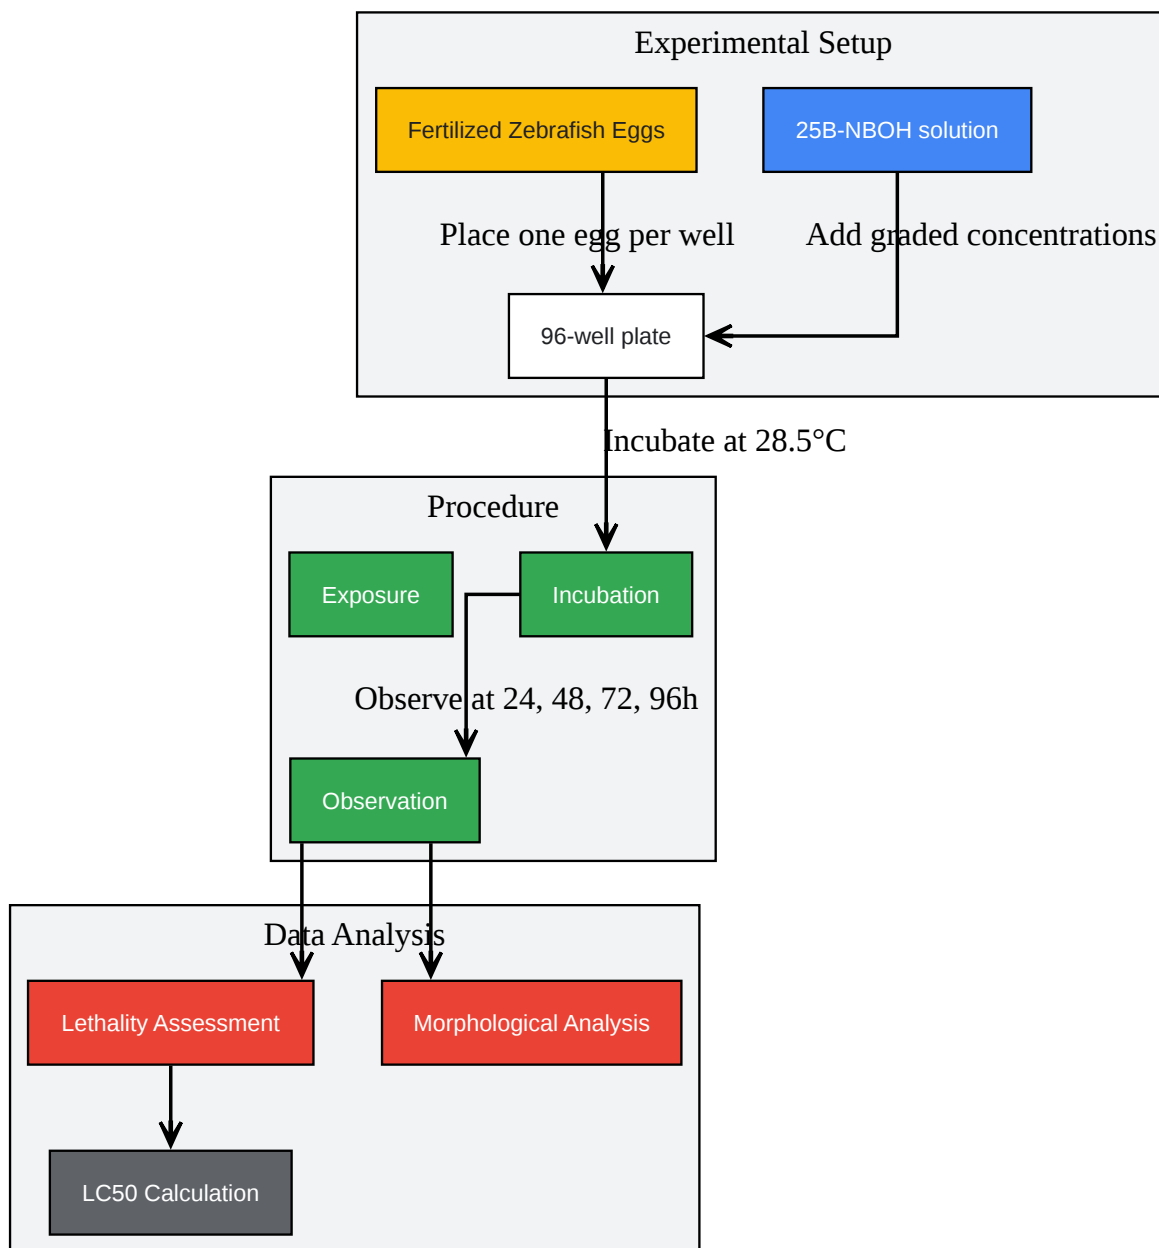 Experimental Setup
Fertilized Zebrafish Eggs
25B-NBOH solution
Place one egg per well
Add graded concentrations
96-well plate
Incubate at 28.5°C
Procedure
Exposure
Incubation
Observe at 24, 48, 72, 96h
Observation
Data Analysis
Lethality Assessment
Morphological Analysis
LC50 Calculation